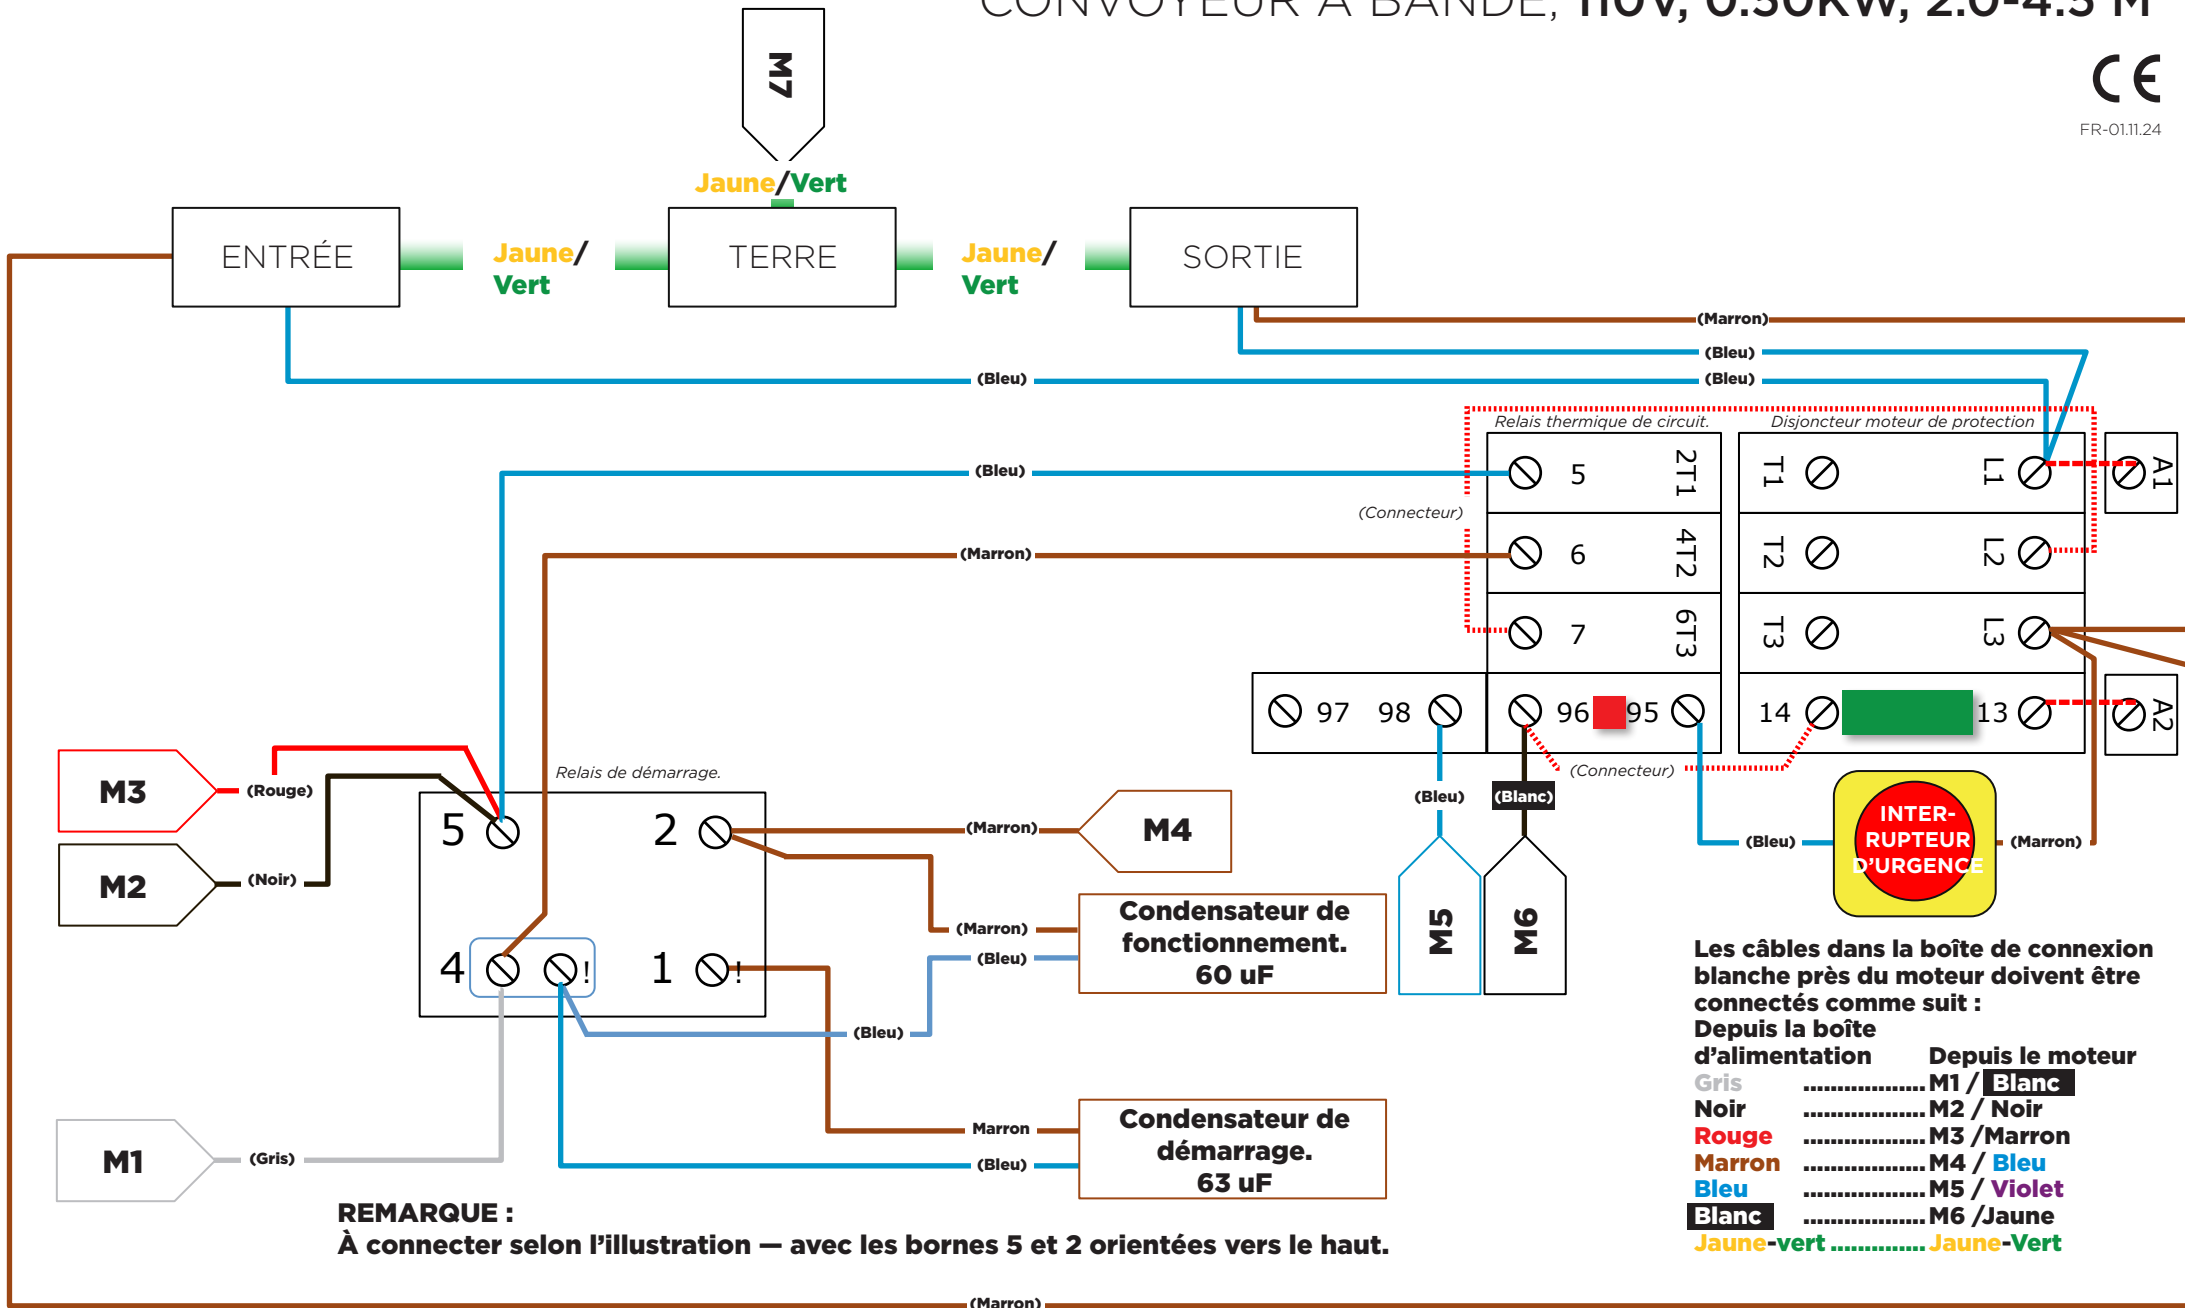 CONVOYEUR À BANDE, 110V, 0.50KW, 2.0-4.5 M
CE
FR-01.11.24
M7
Jaune/Vert
ENTRÉE
Jaune/
Vert
TERRE
Jaune/
Vert
SORTIE
(Marron)
(Bleu)
(Bleu)
(Bleu)
Relais thermique de circuit.
Disjoncteur moteur de protection
(Bleu)
5
2T1
T1
L1
A1
(Connecteur)
(Marron)
6
4T2
T2
L2
7
6T3
T3
L3
97
98
96
95
14
13
A2
(Connecteur)
Relais de démarrage.
M3
(Rouge)
M2
(Noir)
5
2
(Marron)
M4
(Bleu)
(Blanc)
M5
M6
(Bleu)
INTER-
RUPTEUR
D'URGENCE
(Marron)
(Marron)
(Bleu)
Condensateur de
fonctionnement.
60 uF
4
!
1
!
(Bleu)
M1
(Gris)
Marron
(Bleu)
Condensateur de
démarrage.
63 uF
Les câbles dans la boîte de connexion
blanche près du moteur doivent être
connectés comme suit :
Depuis la boîte
d'alimentation Depuis le moteur
Gris .................. M1 / Blanc
Noir .................. M2 / Noir
Rouge .................. M3 /Marron
Marron .................. M4 / Bleu
Bleu .................. M5 / Violet
Blanc .................. M6 /Jaune
Jaune-vert .............. Jaune-Vert
REMARQUE :
À connecter selon l'illustration — avec les bornes 5 et 2 orientées vers le haut.
(Marron)